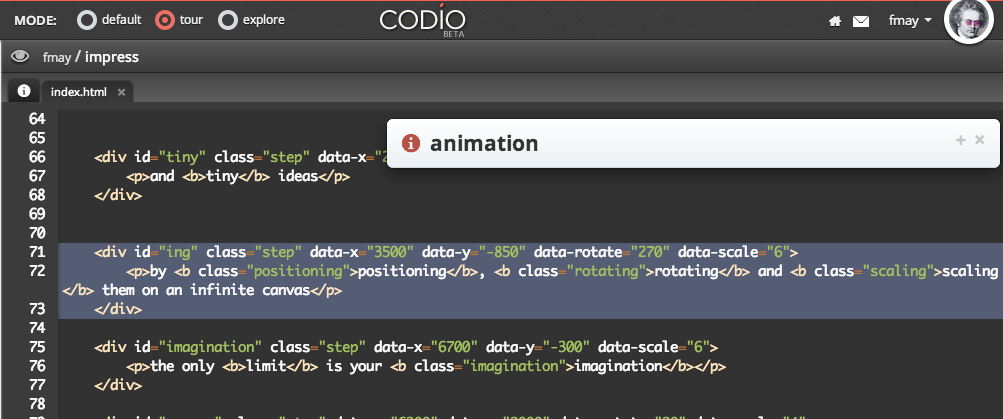 MODE: default tour explore CODIO BETA fmay
fmay / impress
index.html ×
64
65
animation + ×
66 <div id="tiny" class="step" data-x="2
67 <p>and <b>tiny</b> ideas</p>
68 </div>
69
70
71 <div id="ing" class="step" data-x="3500" data-y="-850" data-rotate="270" data-scale="6">
72 <p>by <b class="positioning">positioning</b>, <b class="rotating">rotating</b> and <b class="scaling">scaling
</b> them on an infinite canvas</p>
73 </div>
74
75 <div id="imagination" class="step" data-x="6700" data-y="-300" data-scale="6">
76 <p>the only <b>limit</b> is your <b class="imagination">imagination</b></p>
77 </div>
78